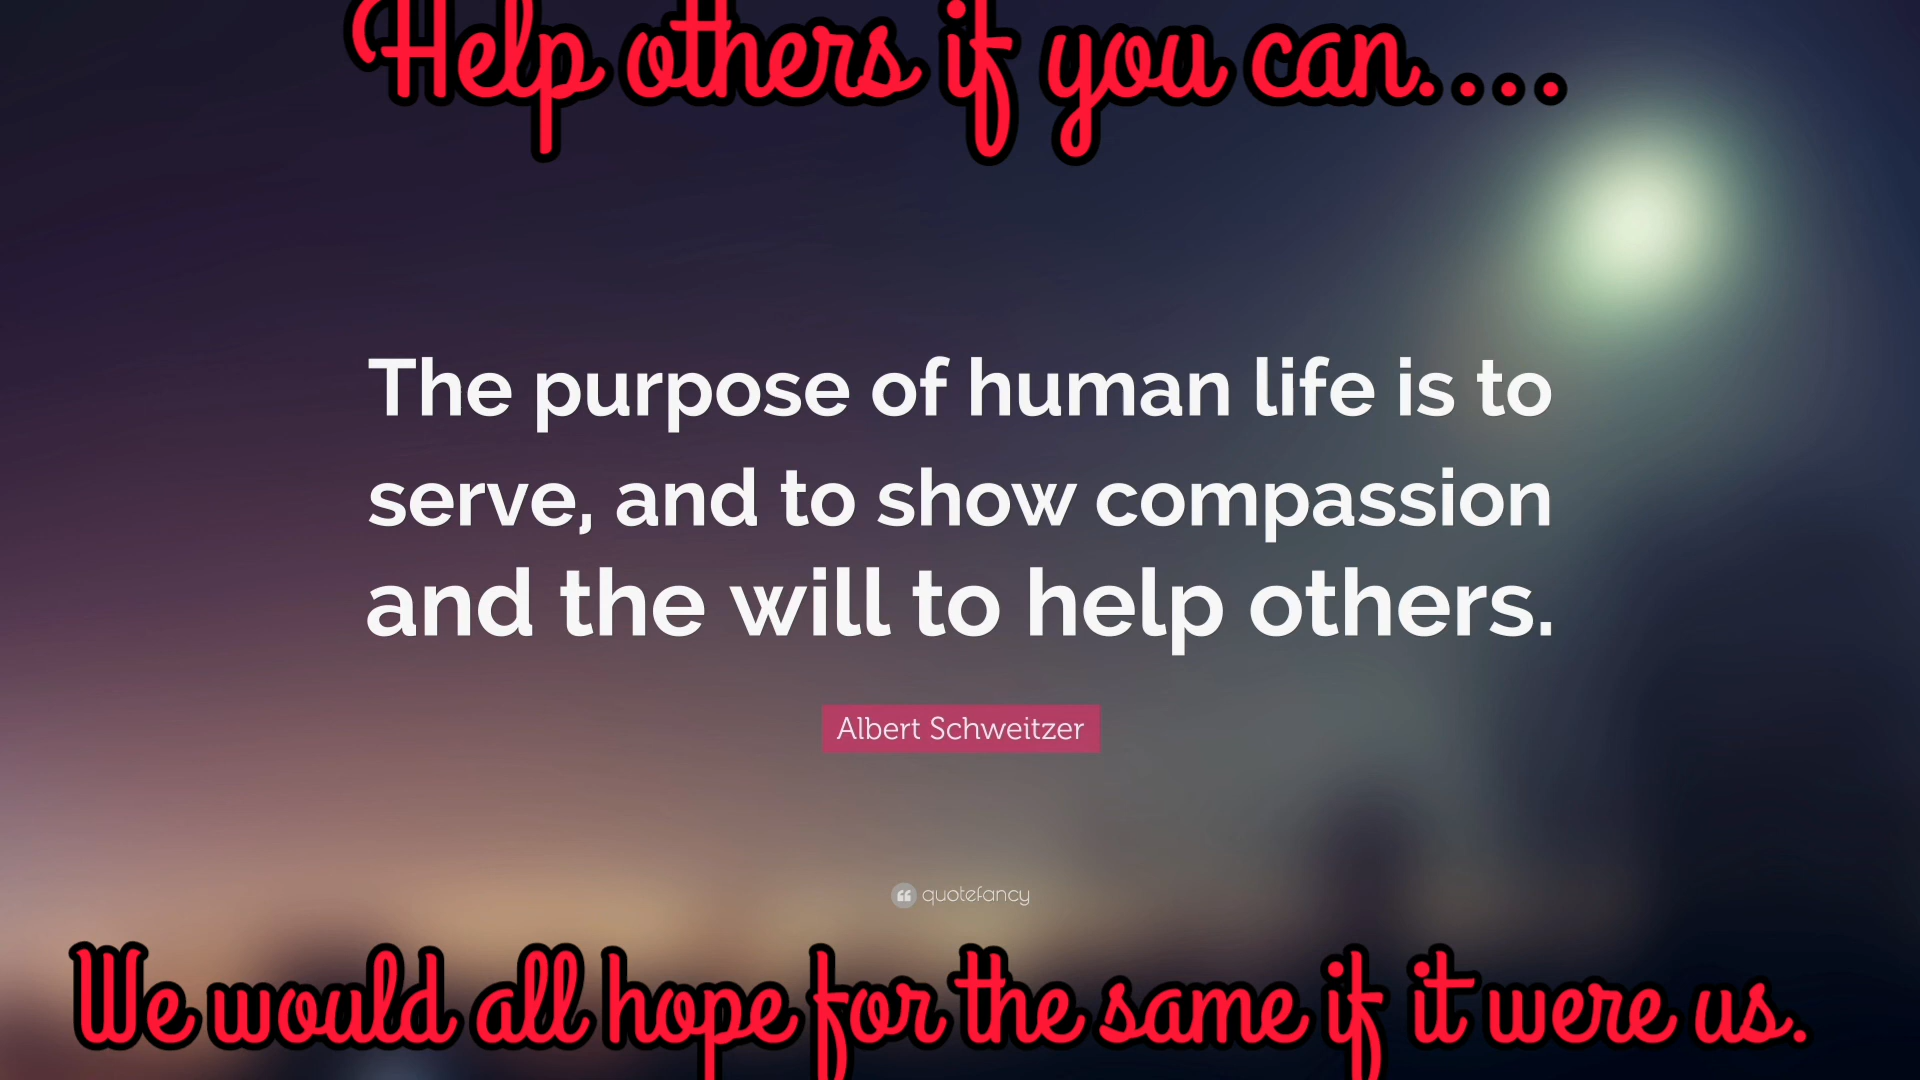 Help others if you can....
The purpose of human life is to
serve, and to show compassion
and the will to help others.
Albert Schweitzer
quotefancy
We would all hope for the same if it were us.